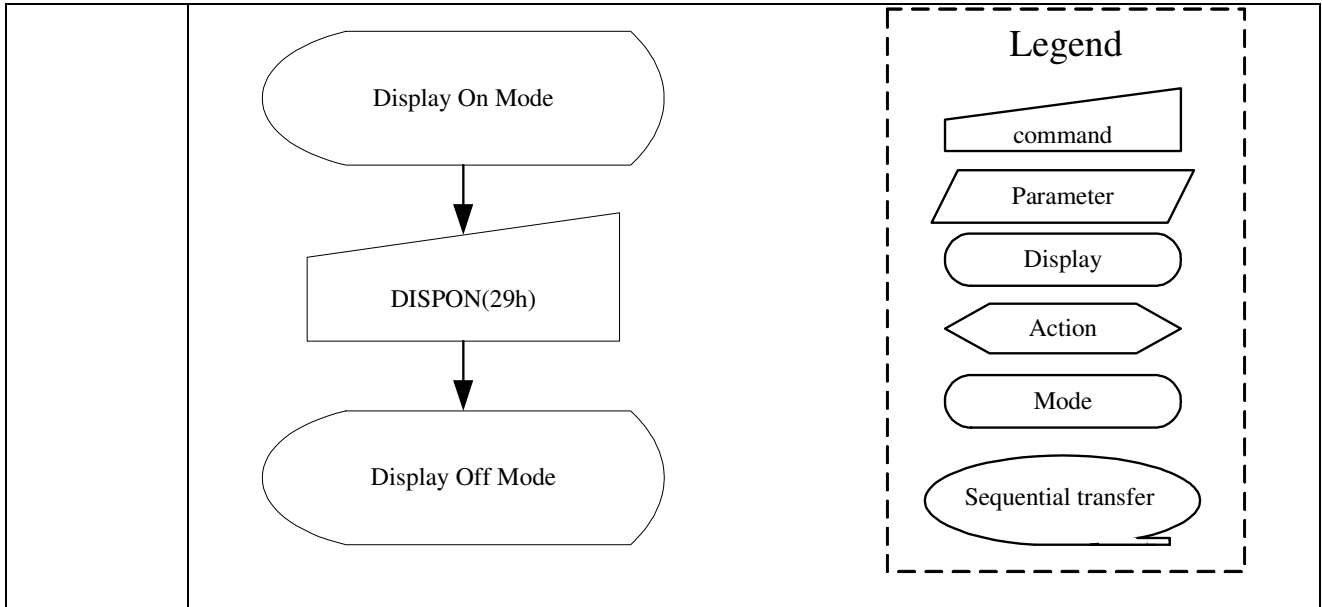 Display On Mode
DISPON(29h)
Display Off Mode
Legend
command
Parameter
Display
Action
Mode
Sequential transfer